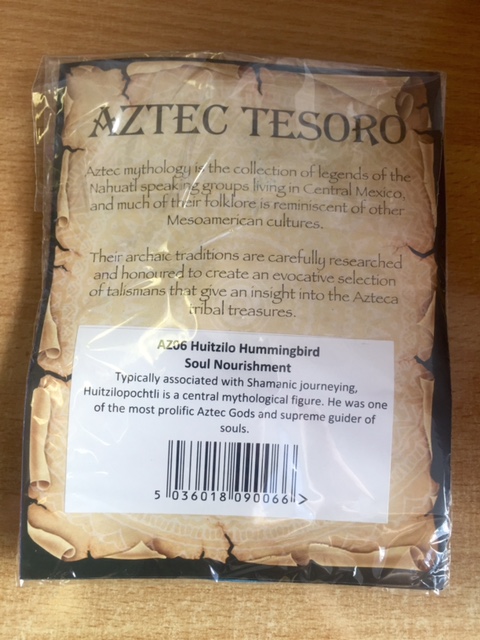 AZTEC TESORO
Aztec mythology is the collection of legends of the
Nahuatl speaking groups living in Central Mexico,
and much of their folklore is reminiscent of other
Mesoamerican cultures.
Their archaic traditions are carefully researched
and honoured to create an evocative selection
of talismans that give an insight into the Azteca
tribal treasures.
AZ06 Huitzilo Hummingbird
Soul Nourishment
Typically associated with Shamanic journeying,
Huitzilopochtli is a central mythological figure. He was one
of the most prolific Aztec Gods and supreme guider of
souls.
5 036018 090066 >